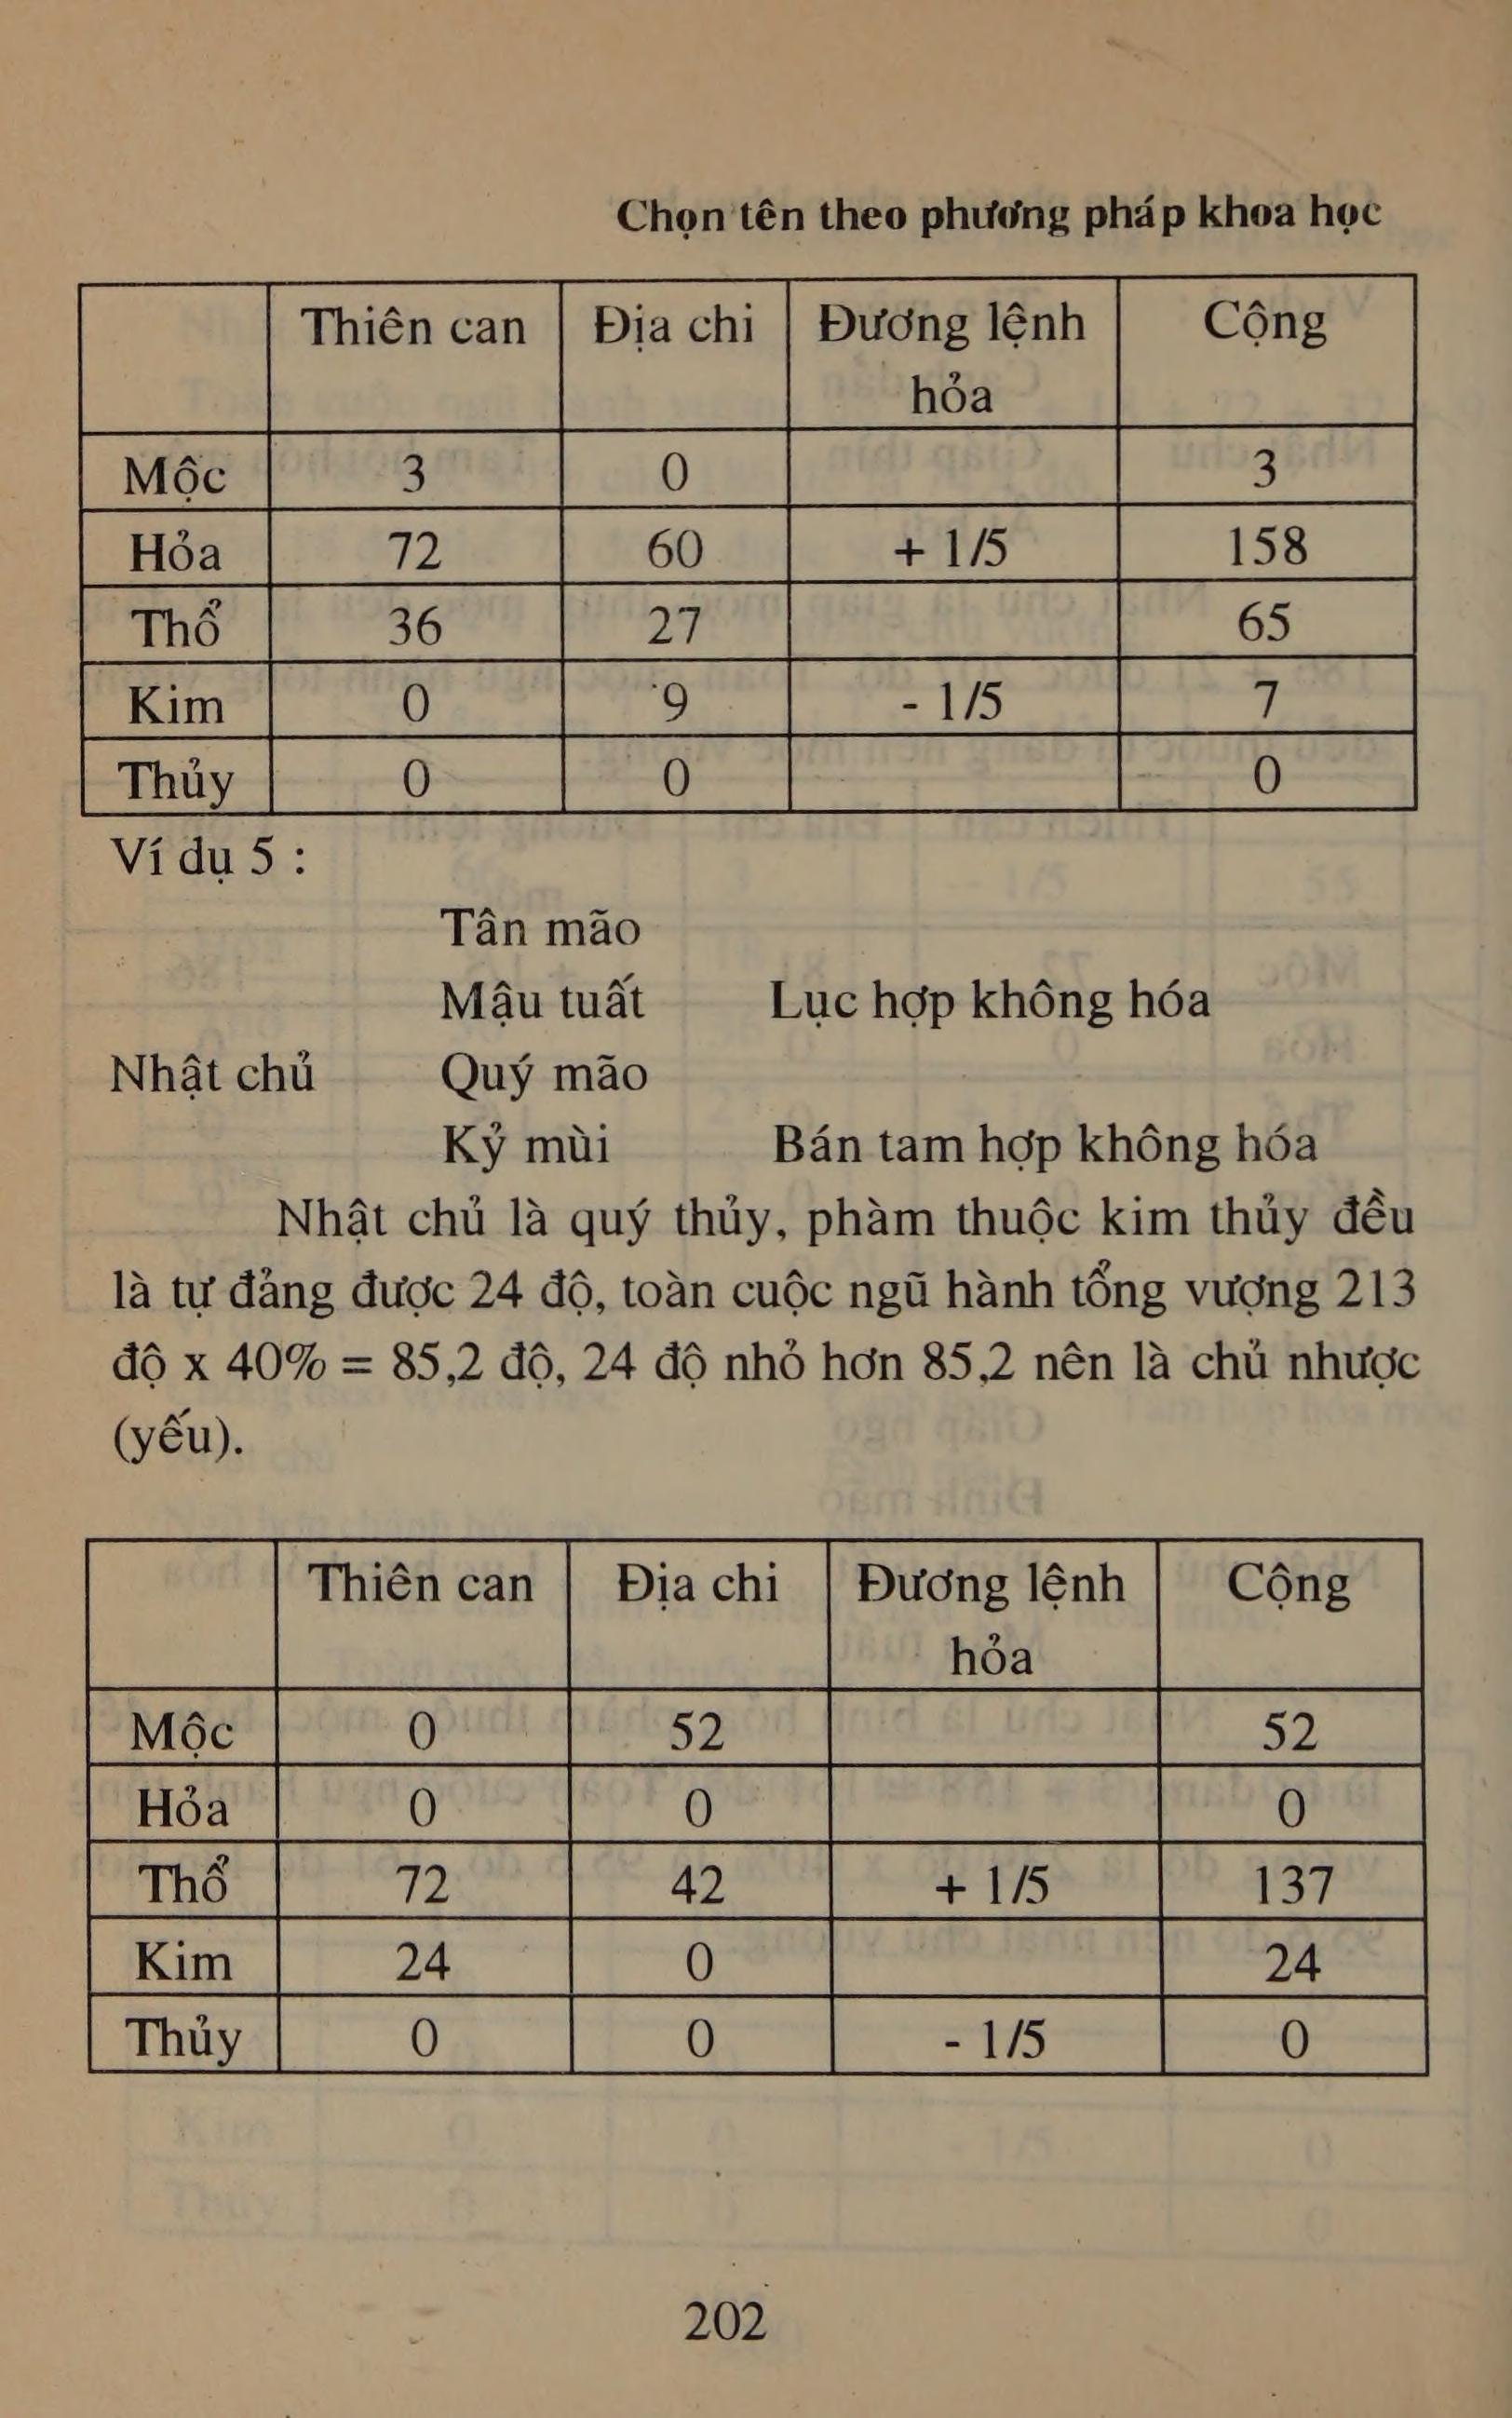 Chọn tên theo phương pháp khoa học
Thiên can Địa chi Đương lệnh Cộng
hỏa
Mộc 3 0 3
Hỏa 72 60 + 1/5 158
Thổ 36 27 65
Kim 0 9 - 1/5 7
Thủy 0 0 0
Ví dụ 5 :
Tân mão
Mậu tuất Lục hợp không hóa
Nhật chủ Quý mão
Kỷ mùi Bán tam hợp không hóa
Nhật chủ là quý thủy, phàm thuộc kim thủy đều
là tự đảng được 24 độ, toàn cuộc ngũ hành tổng vượng 213
độ x 40% = 85,2 độ, 24 độ nhỏ hơn 85,2 nên là chủ nhược
(yếu).
Thiên can Địa chi Đương lệnh Cộng
hỏa
Mộc 0 52 52
Hỏa 0 0 0
Thổ 72 42 + 1/5 137
Kim 24 0 24
Thủy 0 0 - 1/5 0
202